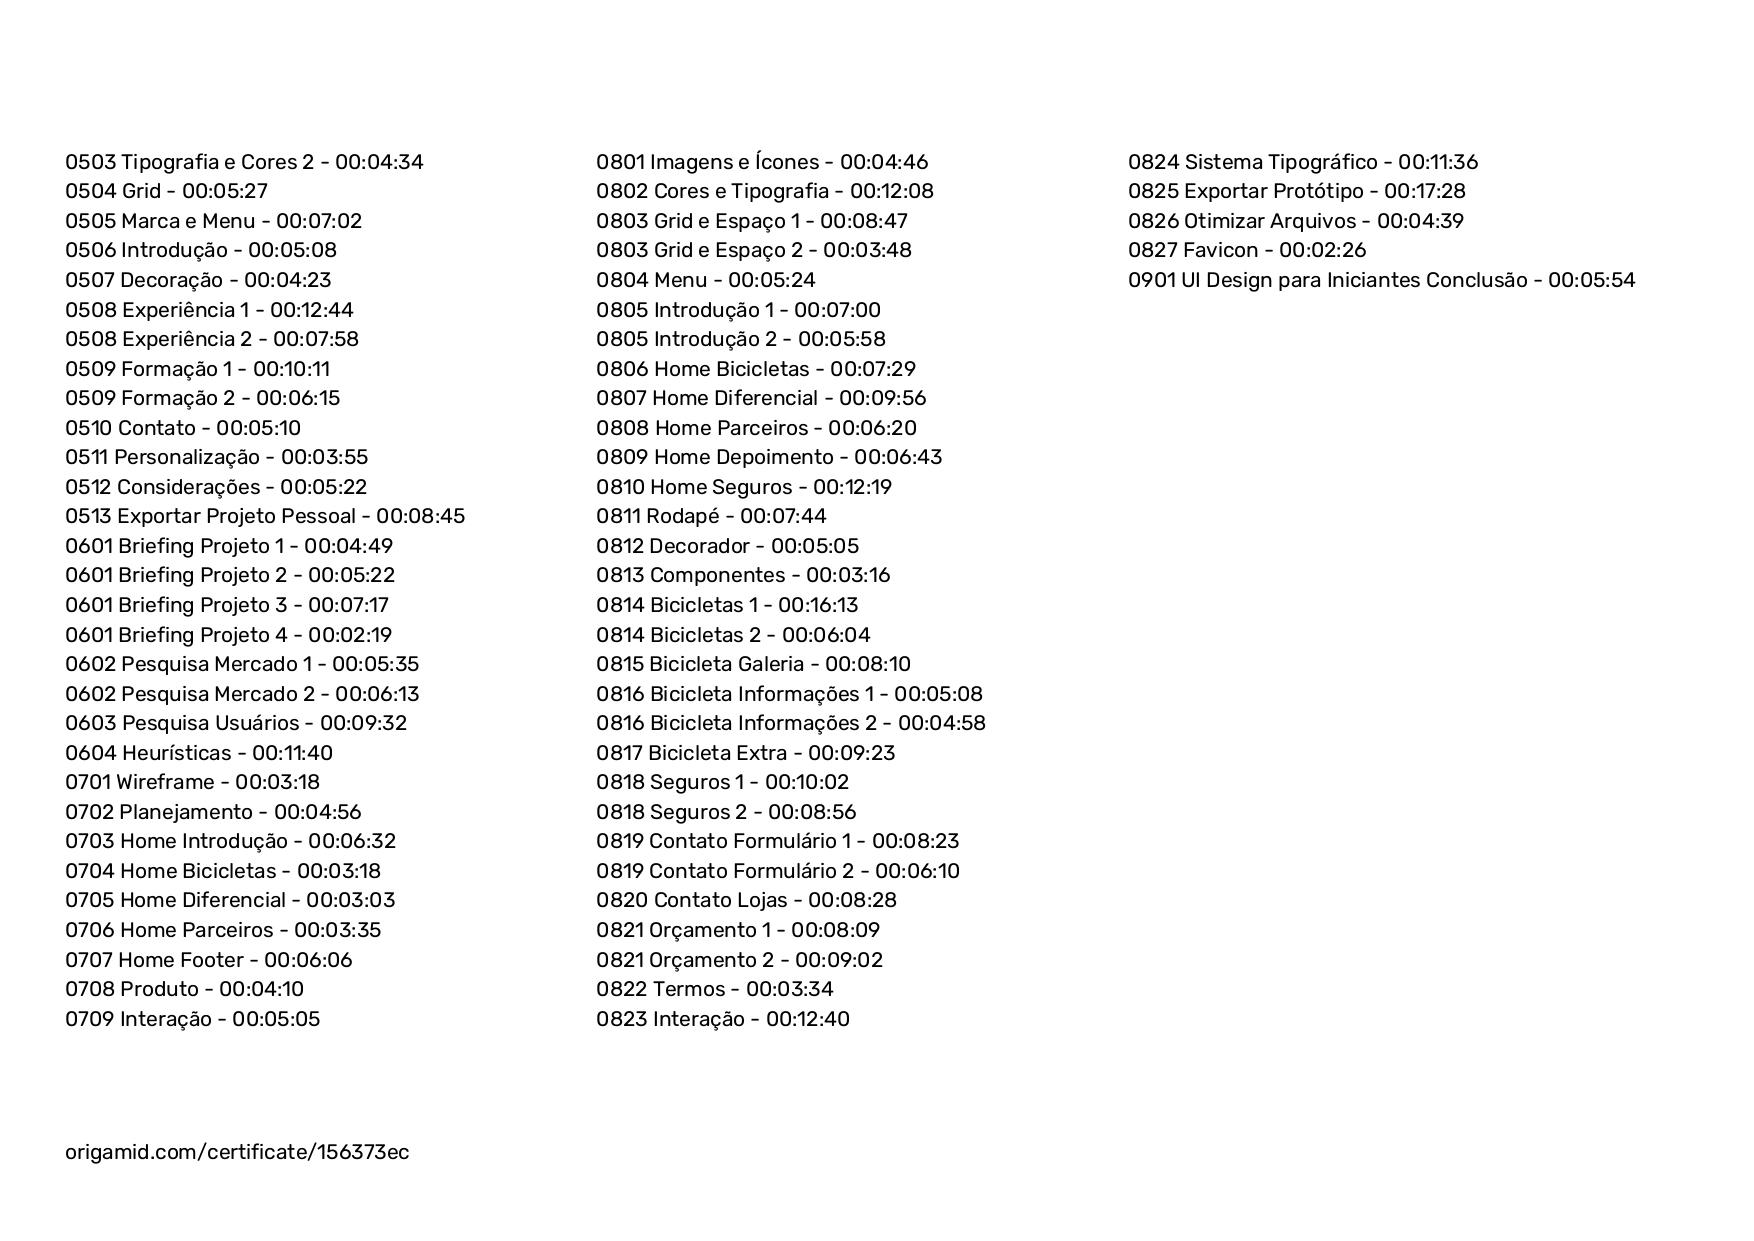 0503 Tipografia e Cores 2 - 00:04:34
0504 Grid - 00:05:27
0505 Marca e Menu - 00:07:02
0506 Introdução - 00:05:08
0507 Decoração - 00:04:23
0508 Experiência 1 - 00:12:44
0508 Experiência 2 - 00:07:58
0509 Formação 1 - 00:10:11
0509 Formação 2 - 00:06:15
0510 Contato - 00:05:10
0511 Personalização - 00:03:55
0512 Considerações - 00:05:22
0513 Exportar Projeto Pessoal - 00:08:45
0601 Briefing Projeto 1 - 00:04:49
0601 Briefing Projeto 2 - 00:05:22
0601 Briefing Projeto 3 - 00:07:17
0601 Briefing Projeto 4 - 00:02:19
0602 Pesquisa Mercado 1 - 00:05:35
0602 Pesquisa Mercado 2 - 00:06:13
0603 Pesquisa Usuários - 00:09:32
0604 Heurísticas - 00:11:40
0701 Wireframe - 00:03:18
0702 Planejamento - 00:04:56
0703 Home Introdução - 00:06:32
0704 Home Bicicletas - 00:03:18
0705 Home Diferencial - 00:03:03
0706 Home Parceiros - 00:03:35
0707 Home Footer - 00:06:06
0708 Produto - 00:04:10
0709 Interação - 00:05:05
0801 Imagens e Ícones - 00:04:46
0802 Cores e Tipografia - 00:12:08
0803 Grid e Espaço 1 - 00:08:47
0803 Grid e Espaço 2 - 00:03:48
0804 Menu - 00:05:24
0805 Introdução 1 - 00:07:00
0805 Introdução 2 - 00:05:58
0806 Home Bicicletas - 00:07:29
0807 Home Diferencial - 00:09:56
0808 Home Parceiros - 00:06:20
0809 Home Depoimento - 00:06:43
0810 Home Seguros - 00:12:19
0811 Rodapé - 00:07:44
0812 Decorador - 00:05:05
0813 Componentes - 00:03:16
0814 Bicicletas 1 - 00:16:13
0814 Bicicletas 2 - 00:06:04
0815 Bicicleta Galeria - 00:08:10
0816 Bicicleta Informações 1 - 00:05:08
0816 Bicicleta Informações 2 - 00:04:58
0817 Bicicleta Extra - 00:09:23
0818 Seguros 1 - 00:10:02
0818 Seguros 2 - 00:08:56
0819 Contato Formulário 1 - 00:08:23
0819 Contato Formulário 2 - 00:06:10
0820 Contato Lojas - 00:08:28
0821 Orçamento 1 - 00:08:09
0821 Orçamento 2 - 00:09:02
0822 Termos - 00:03:34
0823 Interação - 00:12:40
0824 Sistema Tipográfico - 00:11:36
0825 Exportar Protótipo - 00:17:28
0826 Otimizar Arquivos - 00:04:39
0827 Favicon - 00:02:26
0901 UI Design para Iniciantes Conclusão - 00:05:54
origamid.com/certificate/156373ec